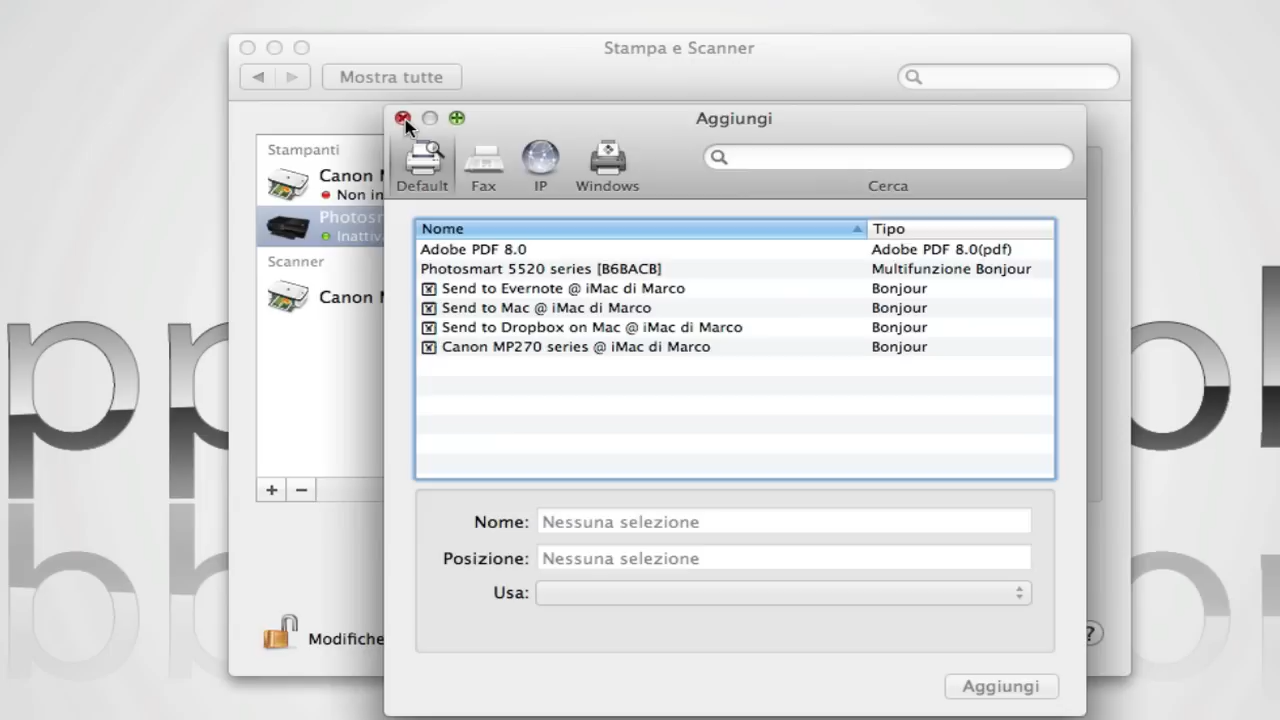 Stampa e Scanner
Mostra tutte
Aggiungi
Default
Fax
IP
Windows
Cerca
Stampanti
Canon
Non in
Photos
Inattiv
Scanner
Canon
Nome
Tipo
Adobe PDF 8.0
Adobe PDF 8.0(pdf)
Photosmart 5520 series [B6BACB]
Multifunzione Bonjour
Send to Evernote @ iMac di Marco
Bonjour
Send to Mac @ iMac di Marco
Bonjour
Send to Dropbox on Mac @ iMac di Marco
Bonjour
Canon MP270 series @ iMac di Marco
Bonjour
+ −
Nome: Nessuna selezione
Posizione: Nessuna selezione
Usa:
Modifiche
?
Aggiungi